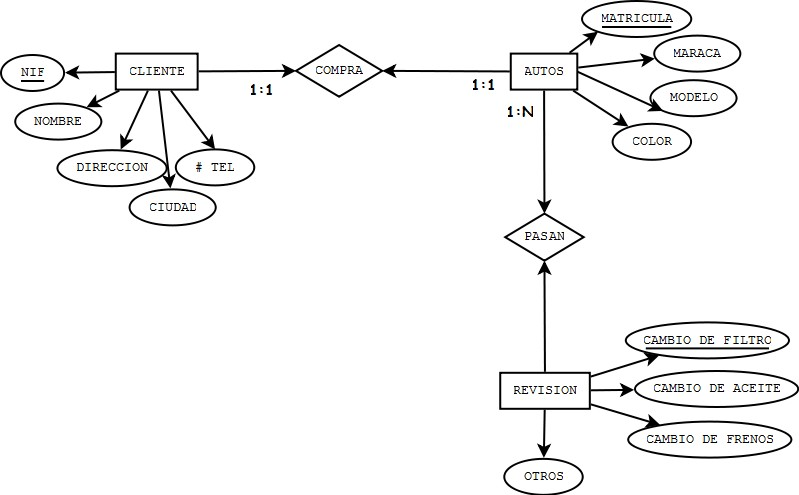 MATRICULA
NIF
CLIENTE
COMPRA
AUTOS
MARACA
1:1
1:1
MODELO
1:N
NOMBRE
COLOR
DIRECCION
# TEL
CIUDAD
PASAN
CAMBIO DE FILTRO
REVISION
CAMBIO DE ACEITE
CAMBIO DE FRENOS
OTROS